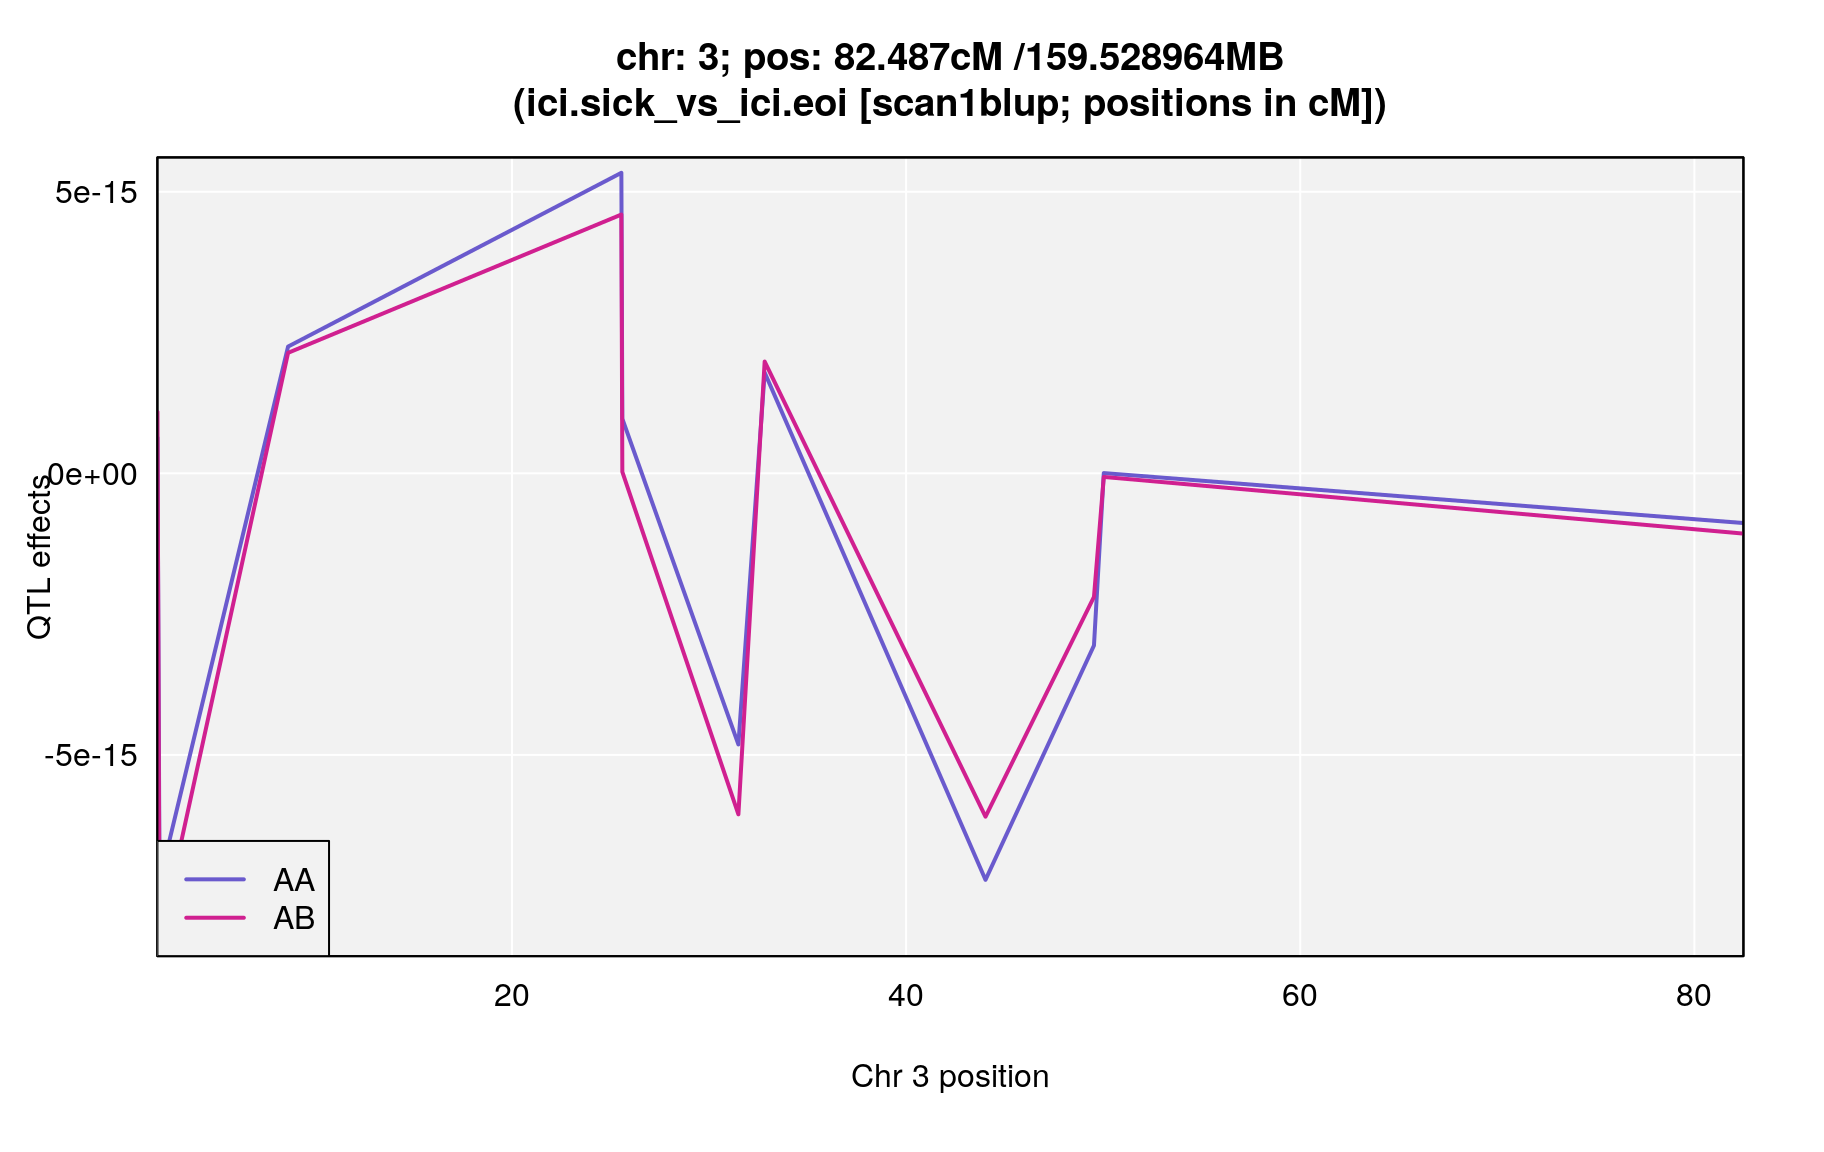 chr: 3; pos: 82.487cM /159.528964MB
(ici.sick_vs_ici.eoi [scan1blup; positions in cM])
5e-15
0e+00
-5e-15
QTL effects
AA
AB
20
40
60
80
Chr 3 position